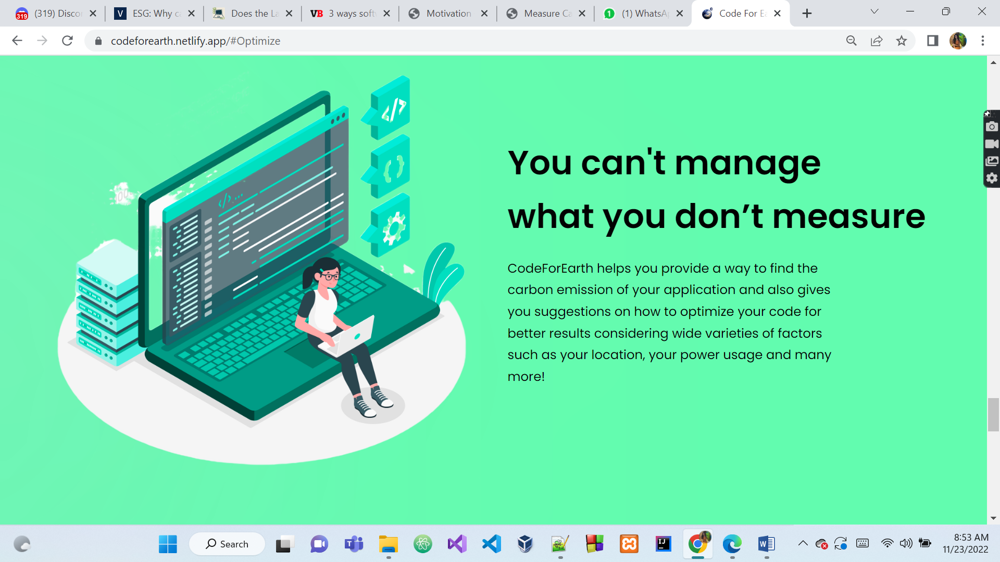 (319) Discor
ESG: Why ca
Does the La
3 ways softw
Motivation
Measure Ca
(1) WhatsAp
Code For Ea
codeforearth.netlify.app/#Optimize
You can't manage
what you don’t measure
CodeForEarth helps you provide a way to find the
carbon emission of your application and also gives
you suggestions on how to optimize your code for
better results considering wide varieties of factors
such as your location, your power usage and many
more!
Search
8:53 AM
11/23/2022